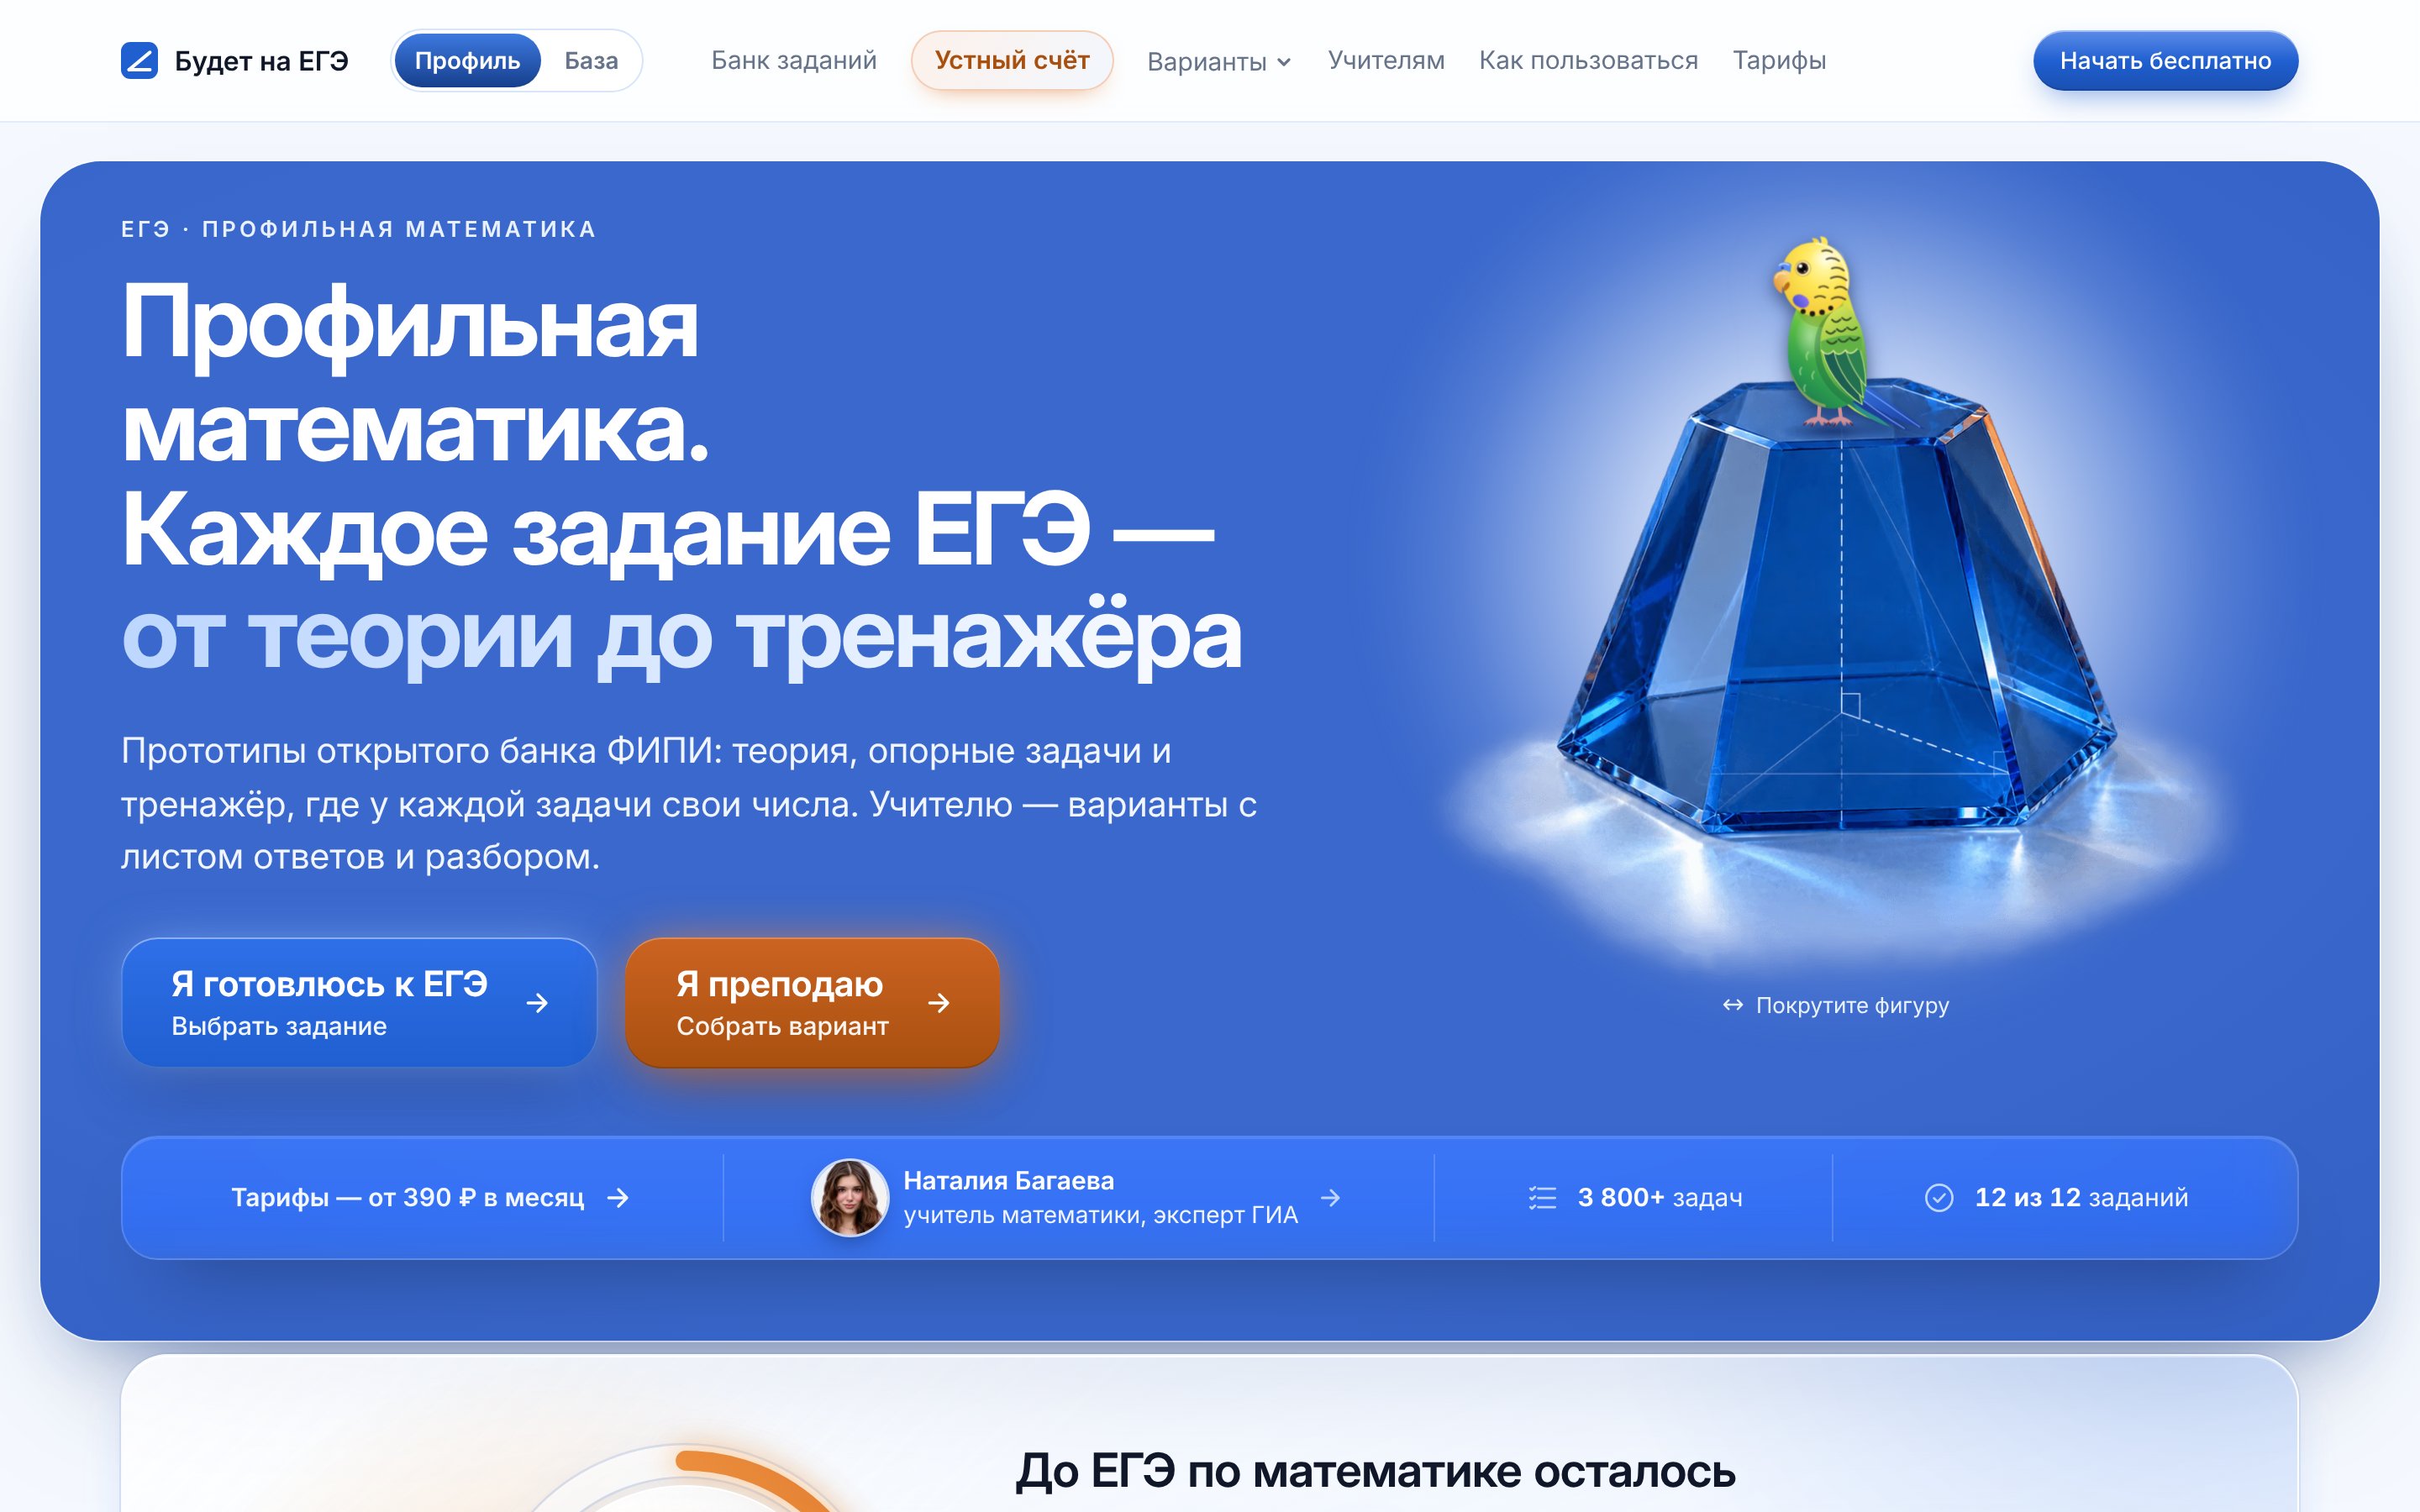 Будет на ЕГЭ
Профиль
База
Банк заданий
Устный счёт
Варианты
Учителям
Как пользоваться
Тарифы
Начать бесплатно
ЕГЭ · ПРОФИЛЬНАЯ МАТЕМАТИКА
Профильная
математика.
Каждое задание ЕГЭ —
от теории до тренажёра
Прототипы открытого банка ФИПИ: теория, опорные задачи и
тренажёр, где у каждой задачи свои числа. Учителю — варианты с
листом ответов и разбором.
Я готовлюсь к ЕГЭ
Выбрать задание
Я преподаю
Собрать вариант
Покрутите фигуру
Тарифы — от 390 ₽ в месяц
Наталия Багаева
учитель математики, эксперт ГИА
3 800+ задач
12 из 12 заданий
До ЕГЭ по математике осталось